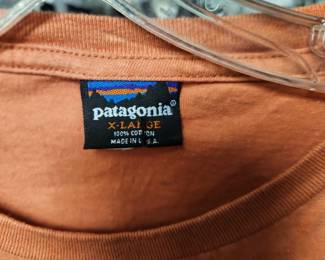 patagonia®
X-LARGE
100% COTTON
MADE IN U.S.A.